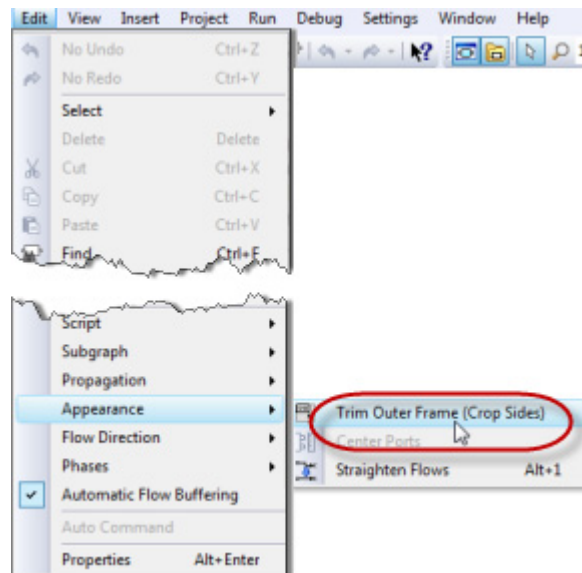 Edit View Insert Project Run Debug Settings Window Help
No Undo Ctrl+Z
No Redo Ctrl+Y
Select
Delete Delete
Cut Ctrl+X
Copy Ctrl+C
Paste Ctrl+V
Find Ctrl+F
Script
Subgraph
Propagation
Appearance
Trim Outer Frame (Crop Sides)
Flow Direction
Center Ports
Phases
Straighten Flows Alt+1
Automatic Flow Buffering
Auto Command
Properties Alt+Enter